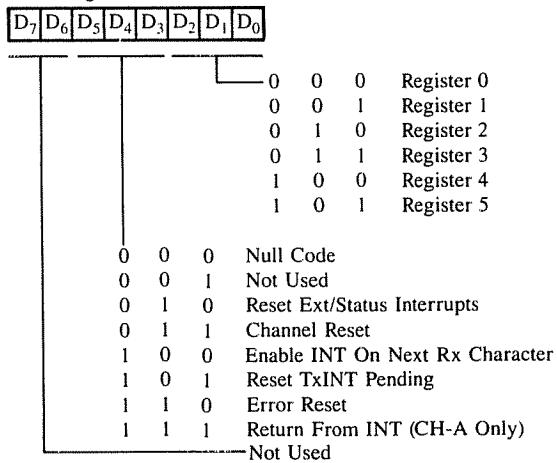 D7 D6 D5 D4 D3 D2 D1 D0
0 0 0 Register 0
0 0 1 Register 1
0 1 0 Register 2
0 1 1 Register 3
1 0 0 Register 4
1 0 1 Register 5
0 0 0 Null Code
0 0 1 Not Used
0 1 0 Reset Ext/Status Interrupts
0 1 1 Channel Reset
1 0 0 Enable INT On Next Rx Character
1 0 1 Reset TxINT Pending
1 1 0 Error Reset
1 1 1 Return From INT (CH-A Only)
Not Used